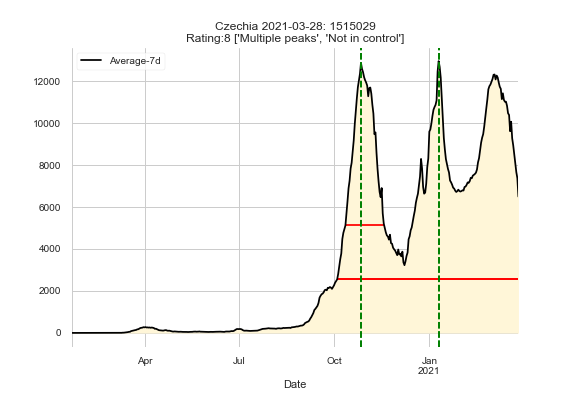 Czechia 2021-03-28: 1515029
Rating:8 ['Multiple peaks', 'Not in control']
Average-7d
12000
10000
8000
6000
4000
2000
0
Apr Jul Oct Jan
2021
Date